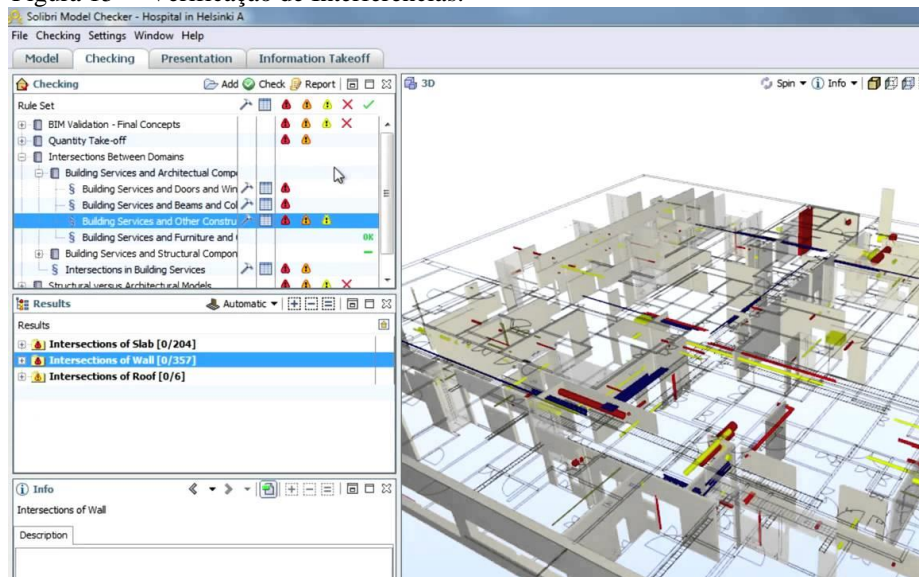 Figura 15 – Verificação de Interferências.
Solibri Model Checker - Hospital in Helsinki A
File Checking Settings Window Help
Model Checking Presentation Information Takeoff
Checking Add Check Report
3D Spin Info
Rule Set
BIM Validation - Final Concepts
Quantity Take-off
Intersections Between Domains
Building Services and Architectural Compo
§ Building Services and Doors and Win
§ Building Services and Beams and Col
§ Building Services and Other Constru
§ Building Services and Furniture and OK
Building Services and Structural Compon
§ Intersections in Building Services
Structural versus Architectural Models
Results Automatic
Results
Intersections of Slab [0/204]
Intersections of Wall [0/357]
Intersections of Roof [0/6]
Info
Intersections of Wall
Description